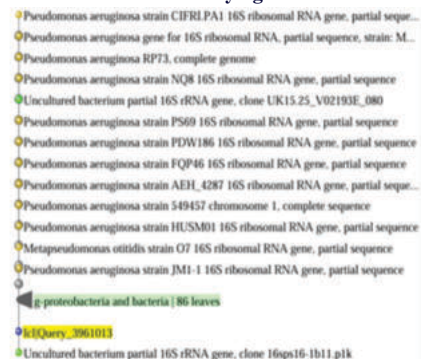 Pseudomonas aeruginosa strain CIFRI.PA1 16S ribosomal RNA gene, partial seque...
Pseudomonas aeruginosa gene for 16S ribosomal RNA, partial sequence, strain: M...
Pseudomonas aeruginosa RP73, complete genome
Pseudomonas aeruginosa strain NQ8 16S ribosomal RNA gene, partial sequence
Uncultured bacterium partial 16S rRNA gene, clone UK15.25_V02193E_080
Pseudomonas aeruginosa strain PS69 16S ribosomal RNA gene, partial sequence
Pseudomonas aeruginosa strain PDW186 16S ribosomal RNA gene, partial sequence
Pseudomonas aeruginosa strain FQP46 16S ribosomal RNA gene, partial sequence
Pseudomonas aeruginosa strain AEH_4287 16S ribosomal RNA gene, partial seque...
Pseudomonas aeruginosa strain 549457 chromosome 1, complete sequence
Pseudomonas aeruginosa strain HUSM01 16S ribosomal RNA gene, partial sequence
Metapseudomonas otitidis strain O7 16S ribosomal RNA gene, partial sequence
Pseudomonas aeruginosa strain JM1-1 16S ribosomal RNA gene, partial sequence
g-proteobacteria and bacteria | 86 leaves
lcl|Query_3961013
Uncultured bacterium partial 16S rRNA gene, clone 16sps16-1b11.p1k